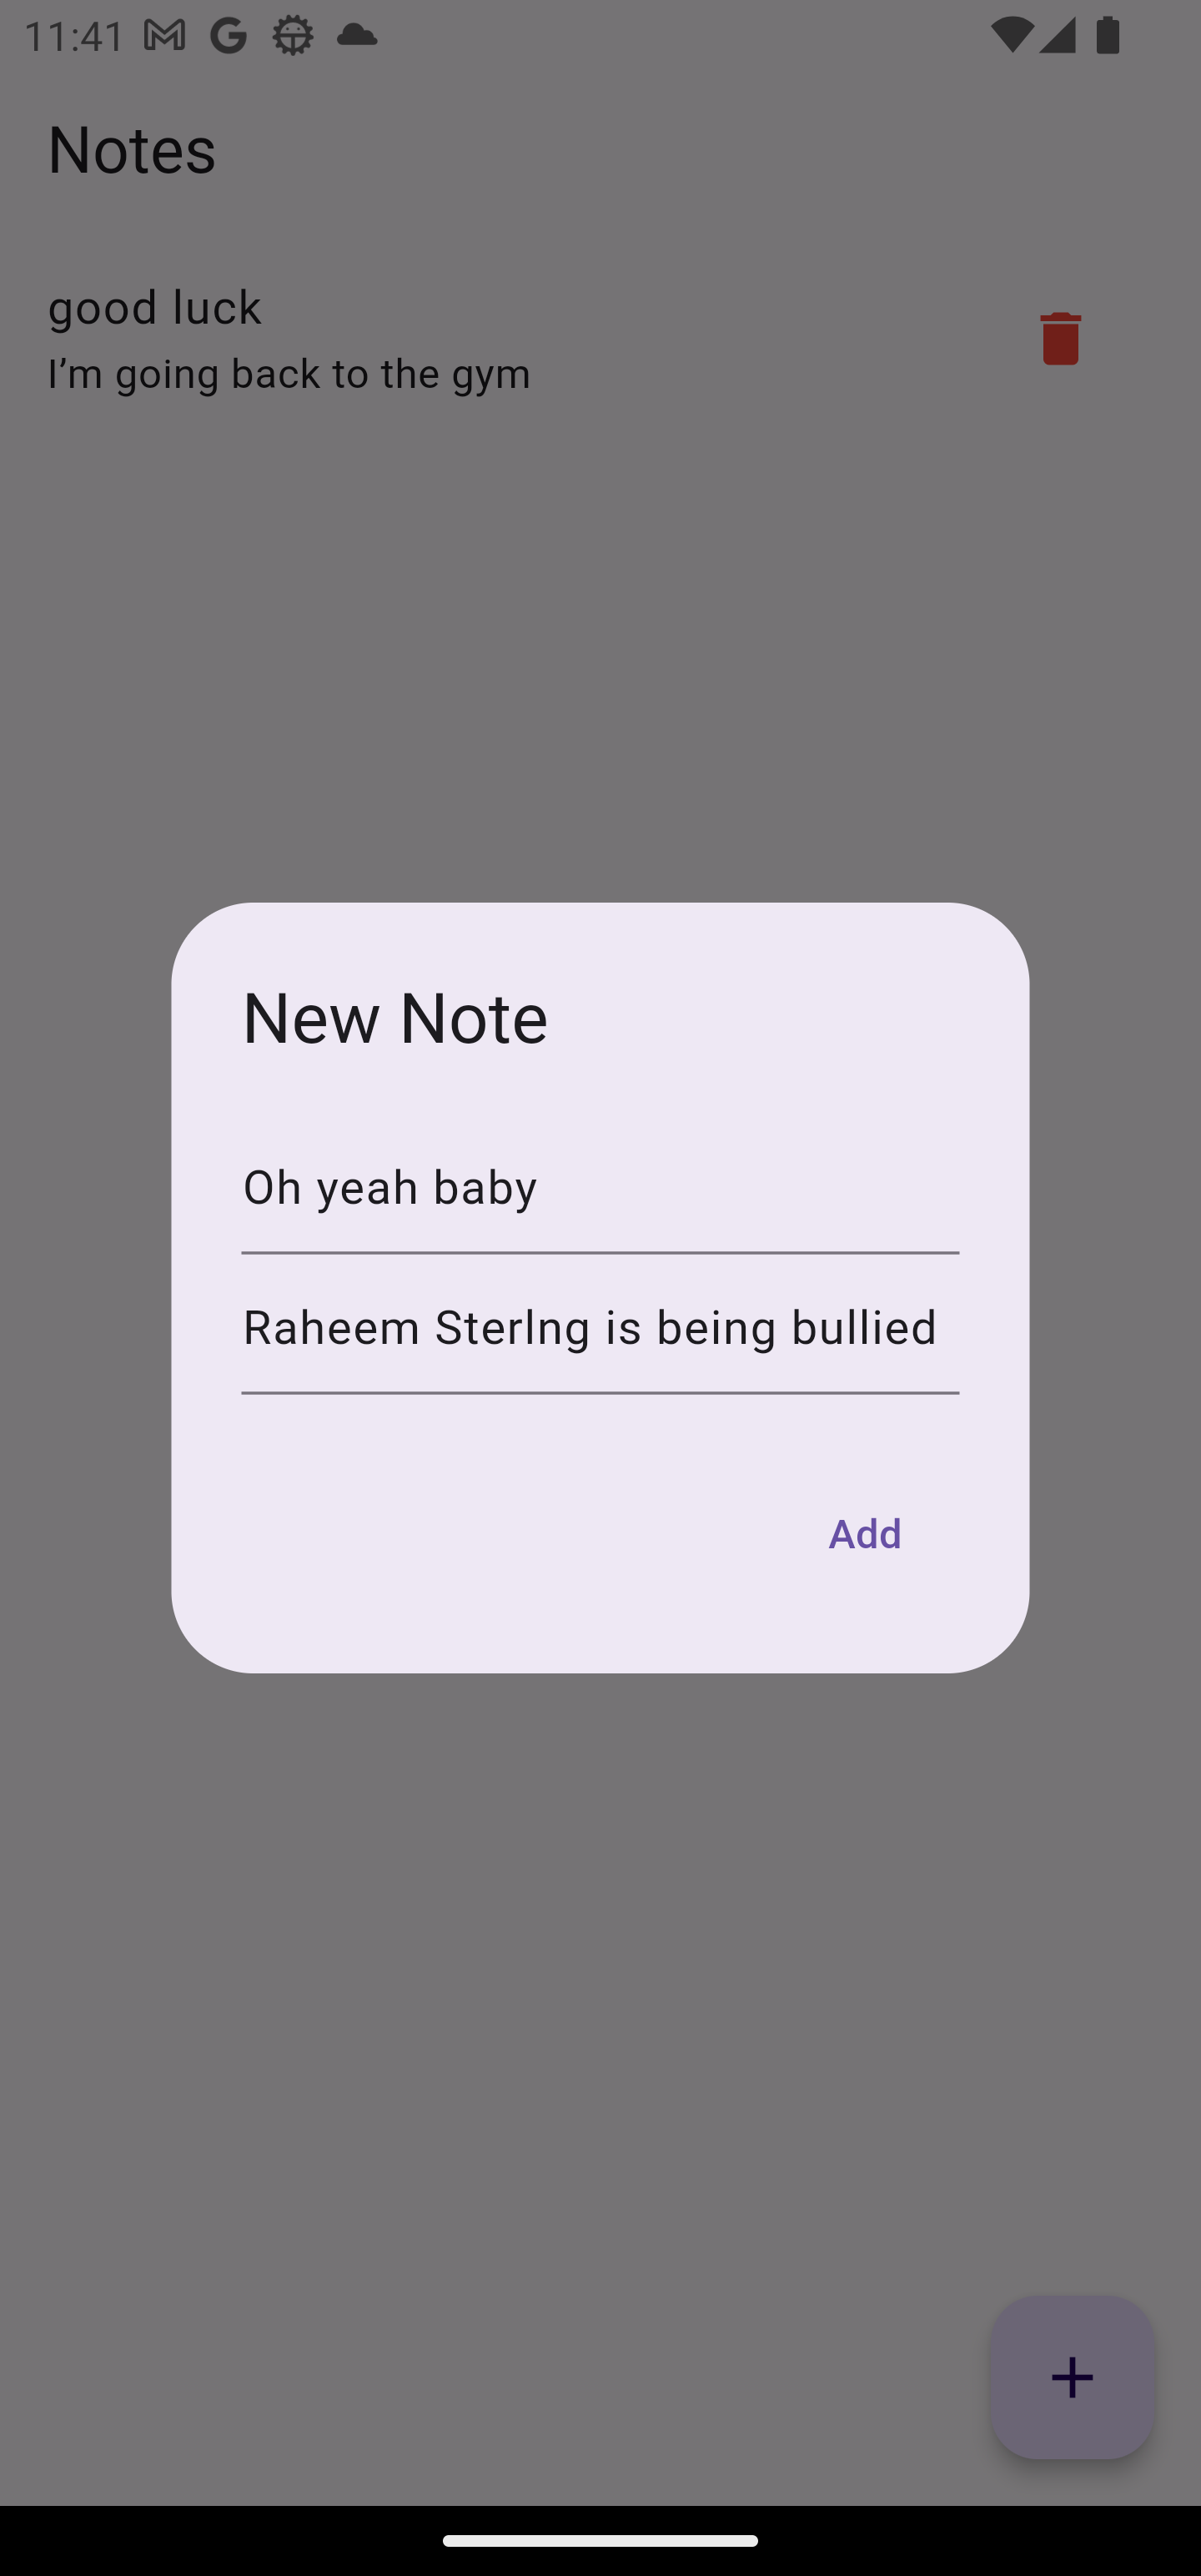 11:41
Notes
good luck
I’m going back to the gym
New Note
Oh yeah baby
Raheem Sterlng is being bullied
Add